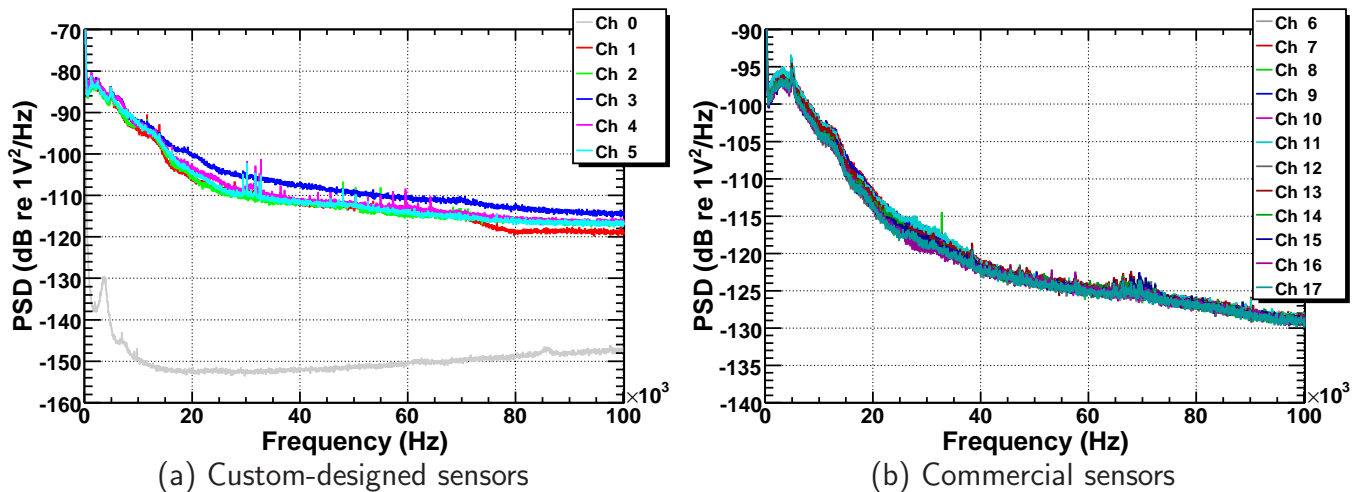 PSD (dB re 1V²/Hz)
-70
-80
-90
-100
-110
-120
-130
-140
-150
-160
0
20
40
60
80
100
×10³
Frequency (Hz)
Ch 0
Ch 1
Ch 2
Ch 3
Ch 4
Ch 5
(a) Custom-designed sensors
PSD (dB re 1V²/Hz)
-90
-95
-100
-105
-110
-115
-120
-125
-130
-135
-140
0
20
40
60
80
100
×10³
Frequency (Hz)
Ch 6
Ch 7
Ch 8
Ch 9
Ch 10
Ch 11
Ch 12
Ch 13
Ch 14
Ch 15
Ch 16
Ch 17
(b) Commercial sensors